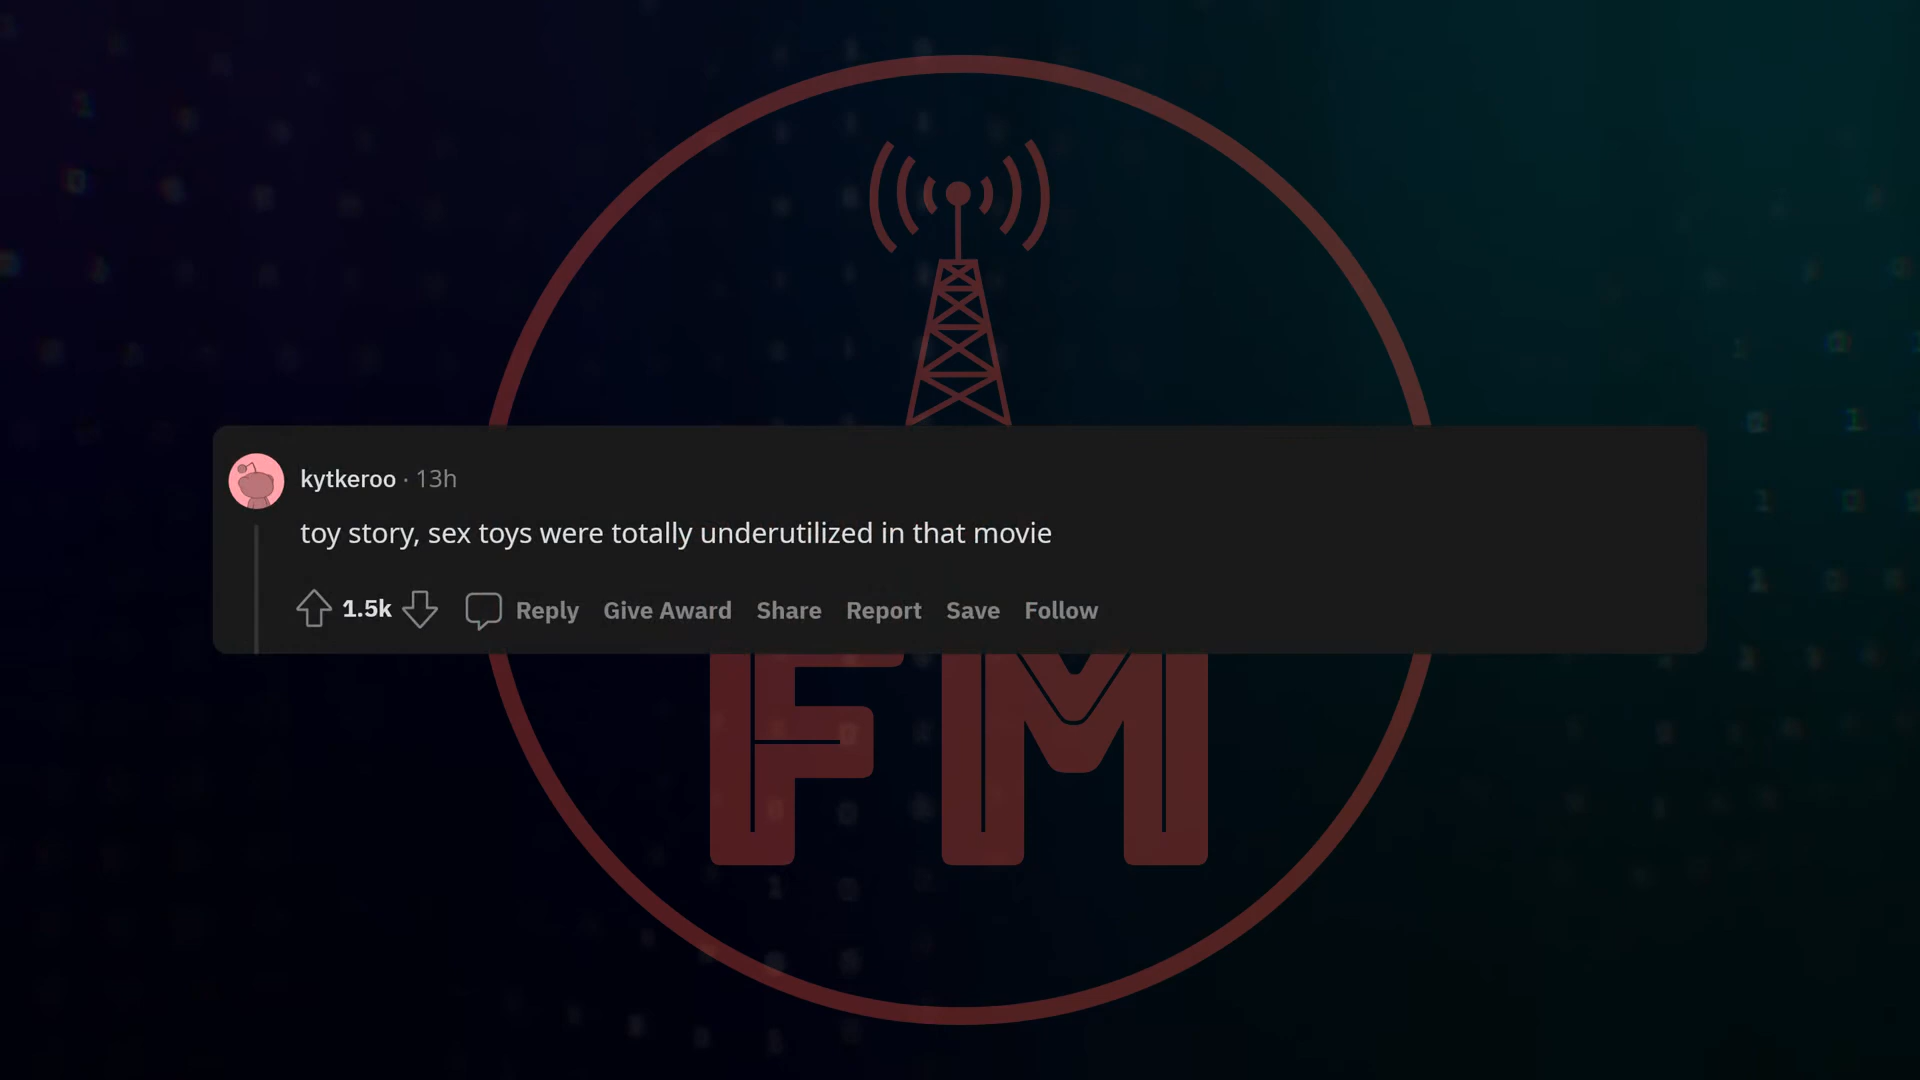 kytkeroo · 13h
toy story, sex toys were totally underutilized in that movie
1.5k Reply Give Award Share Report Save Follow
FM